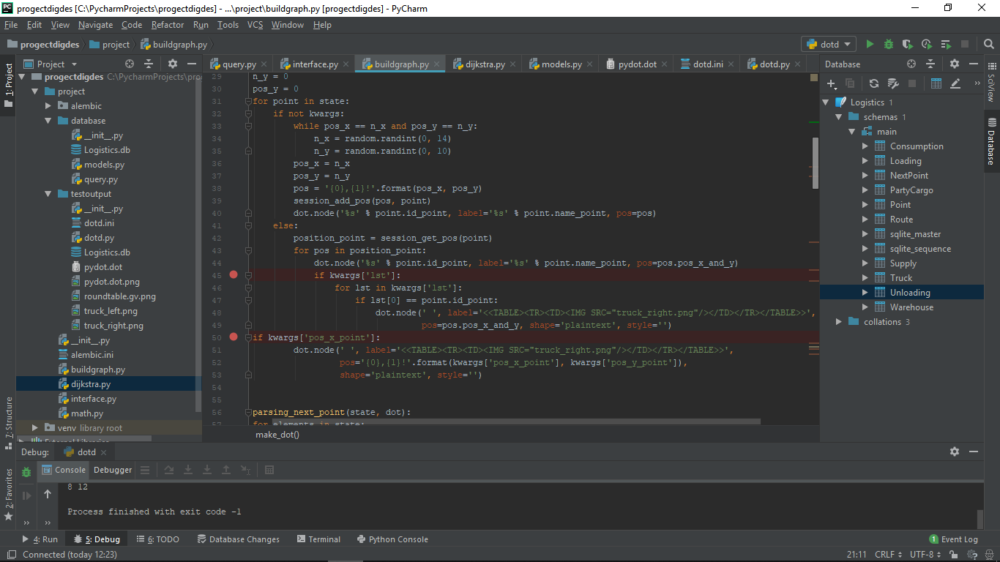 progectdigdes [C:\PycharmProjects\progectdigdes] - ...\project\buildgraph.py [progectdigdes] - PyCharm
File Edit View Navigate Code Refactor Run Tools VCS Window Help
progectdigdes project buildgraph.py dotd
Project
query.py interface.py buildgraph.py dijkstra.py models.py pydot.dot dotd.ini dotd.py
Database
1: Project
progectdigdes C:\PycharmProjects\pro
project
alembic
database
__init__.py
Logistics.db
models.py
query.py
testoutput
__init__.py
dotd.ini
dotd.py
Logistics.db
pydot.dot
pydot.dot.png
roundtable.gv.png
truck_left.png
truck_right.png
__init__.py
alembic.ini
buildgraph.py
dijkstra.py
interface.py
math.py
venv library root
External Libraries
7: Structure
2: Favorites
29 n_y = 0
30 pos_y = 0
31 for point in state:
32 if not kwargs:
33 while pos_x == n_x and pos_y == n_y:
34 n_x = random.randint(0, 14)
35 n_y = random.randint(0, 10)
36 pos_x = n_x
37 pos_y = n_y
38 pos = '{0},{1}!'.format(pos_x, pos_y)
39 session_add_pos(pos, point)
40 dot.node('%s' % point.id_point, label='%s' % point.name_point, pos=pos)
41 else:
42 position_point = session_get_pos(point)
43 for pos in position_point:
44 dot.node('%s' % point.id_point, label='%s' % point.name_point, pos=pos.pos_x_and_y)
45 if kwargs['lst']:
46 for lst in kwargs['lst']:
47 if lst[0] == point.id_point:
48 dot.node(' ', label='<<TABLE><TR><TD><IMG SRC="truck_right.png"/></TD></TR></TABLE>>',
49 pos=pos.pos_x_and_y, shape='plaintext', style='')
50 if kwargs['pos_x_point']:
51 dot.node(' ', label='<<TABLE><TR><TD><IMG SRC="truck_right.png"/></TD></TR></TABLE>>',
52 pos='{0},{1}!'.format(kwargs['pos_x_point'], kwargs['pos_y_point']),
53 shape='plaintext', style='')
54
55
56 parsing_next_point(state, dot):
57 for elements in state:
make_dot()
Logistics 1
schemas 1
main
Consumption
Loading
NextPoint
PartyCargo
Point
Route
sqlite_master
sqlite_sequence
Supply
Truck
Unloading
Warehouse
collations 3
SciView
Database
Debug: dotd
Console Debugger
8 12
Process finished with exit code -1
4: Run 5: Debug 6: TODO Database Changes Terminal Python Console 1 Event Log
Connected (today 12:23) 21:11 CRLF UTF-8